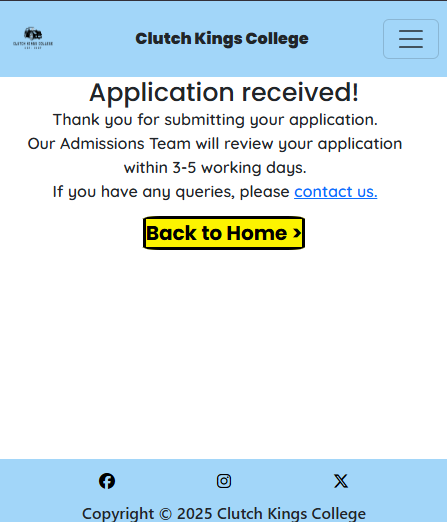 CLUTCH KINGS COLLEGE
Clutch Kings College
Application received!
Thank you for submitting your application.
Our Admissions Team will review your application
within 3-5 working days.
If you have any queries, please contact us.
Back to Home >
Copyright © 2025 Clutch Kings College